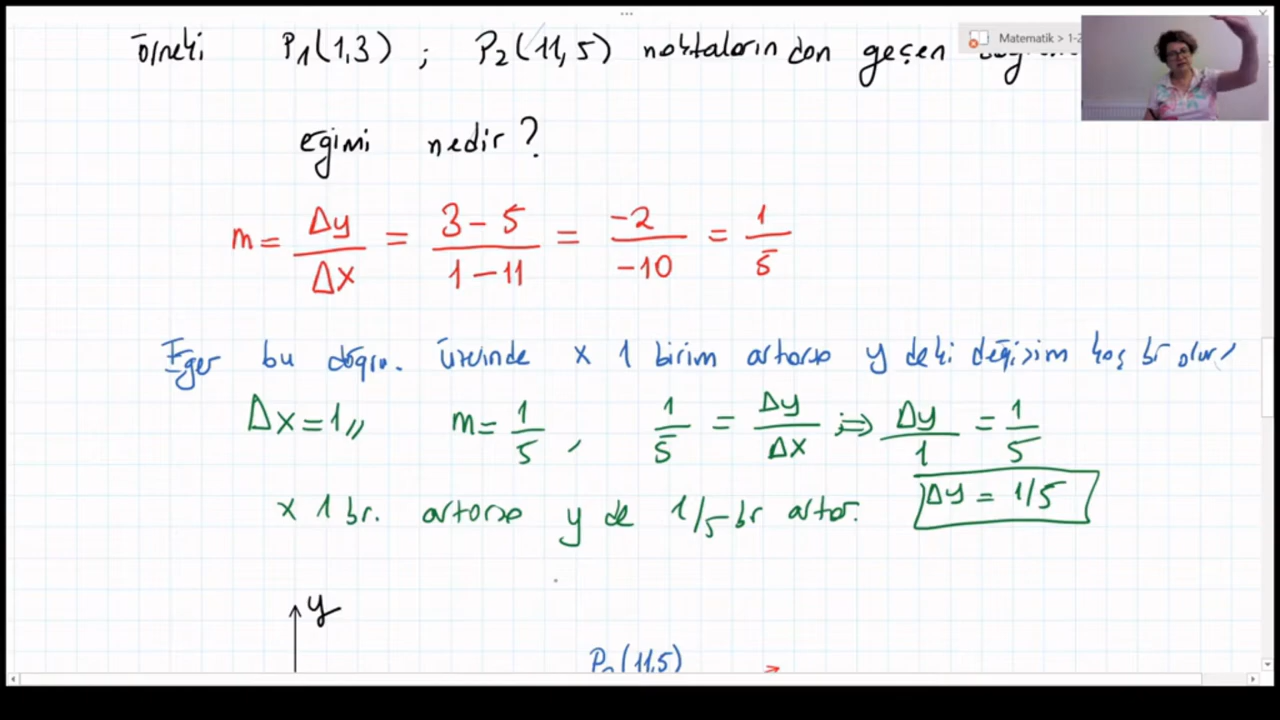 örnek: P₁(1,3) ; P₂(11,5) noktalarından geçen
Matematik > 1-2
eğimi nedir?
m = Δy/Δx = 3-5/1-11 = -2/-10 = 1/5
Eğer bu doğru. üzerinde x 1 birim artarsa y deki değişim kaç br olur?
Δx = 1,, m = 1/5 , 1/5 = Δy/Δx ⇒ Δy/1 = 1/5
x 1 br. artarsa y de 1/5 br artar. Δy = 1/5
y
P₂(11,5)